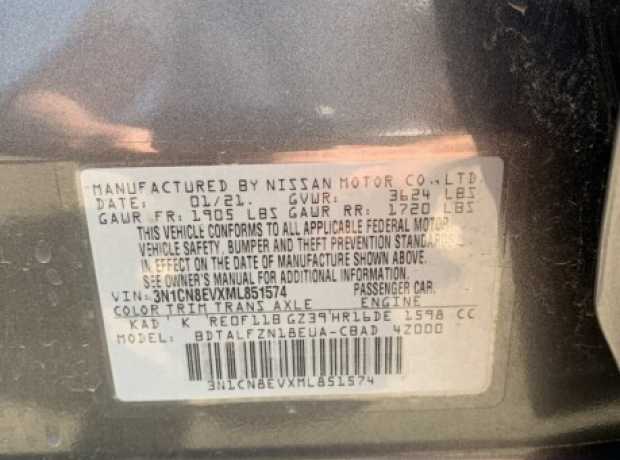 MANUFACTURED BY NISSAN MOTOR CO., LTD.
DATE: 01/21. GVWR: 3624 LBS
GAWR FR: 1905 LBS GAWR RR: 1720 LBS
THIS VEHICLE CONFORMS TO ALL APPLICABLE FEDERAL MOTOR
VEHICLE SAFETY, BUMPER AND THEFT PREVENTION STANDARDS
IN EFFECT ON THE DATE OF MANUFACTURE SHOWN ABOVE.
SEE OWNER'S MANUAL FOR ADDITIONAL INFORMATION.
VIN: 3N1CN8EVXML851574 PASSENGER CAR.
COLOR TRIM TRANS AXLE ENGINE
KAD K RE0F11B GZ39 HR16DE 1598 CC
MODEL: BDTALFZN18EUA-CBAD 4Z000
3N1CN8EVXML851574